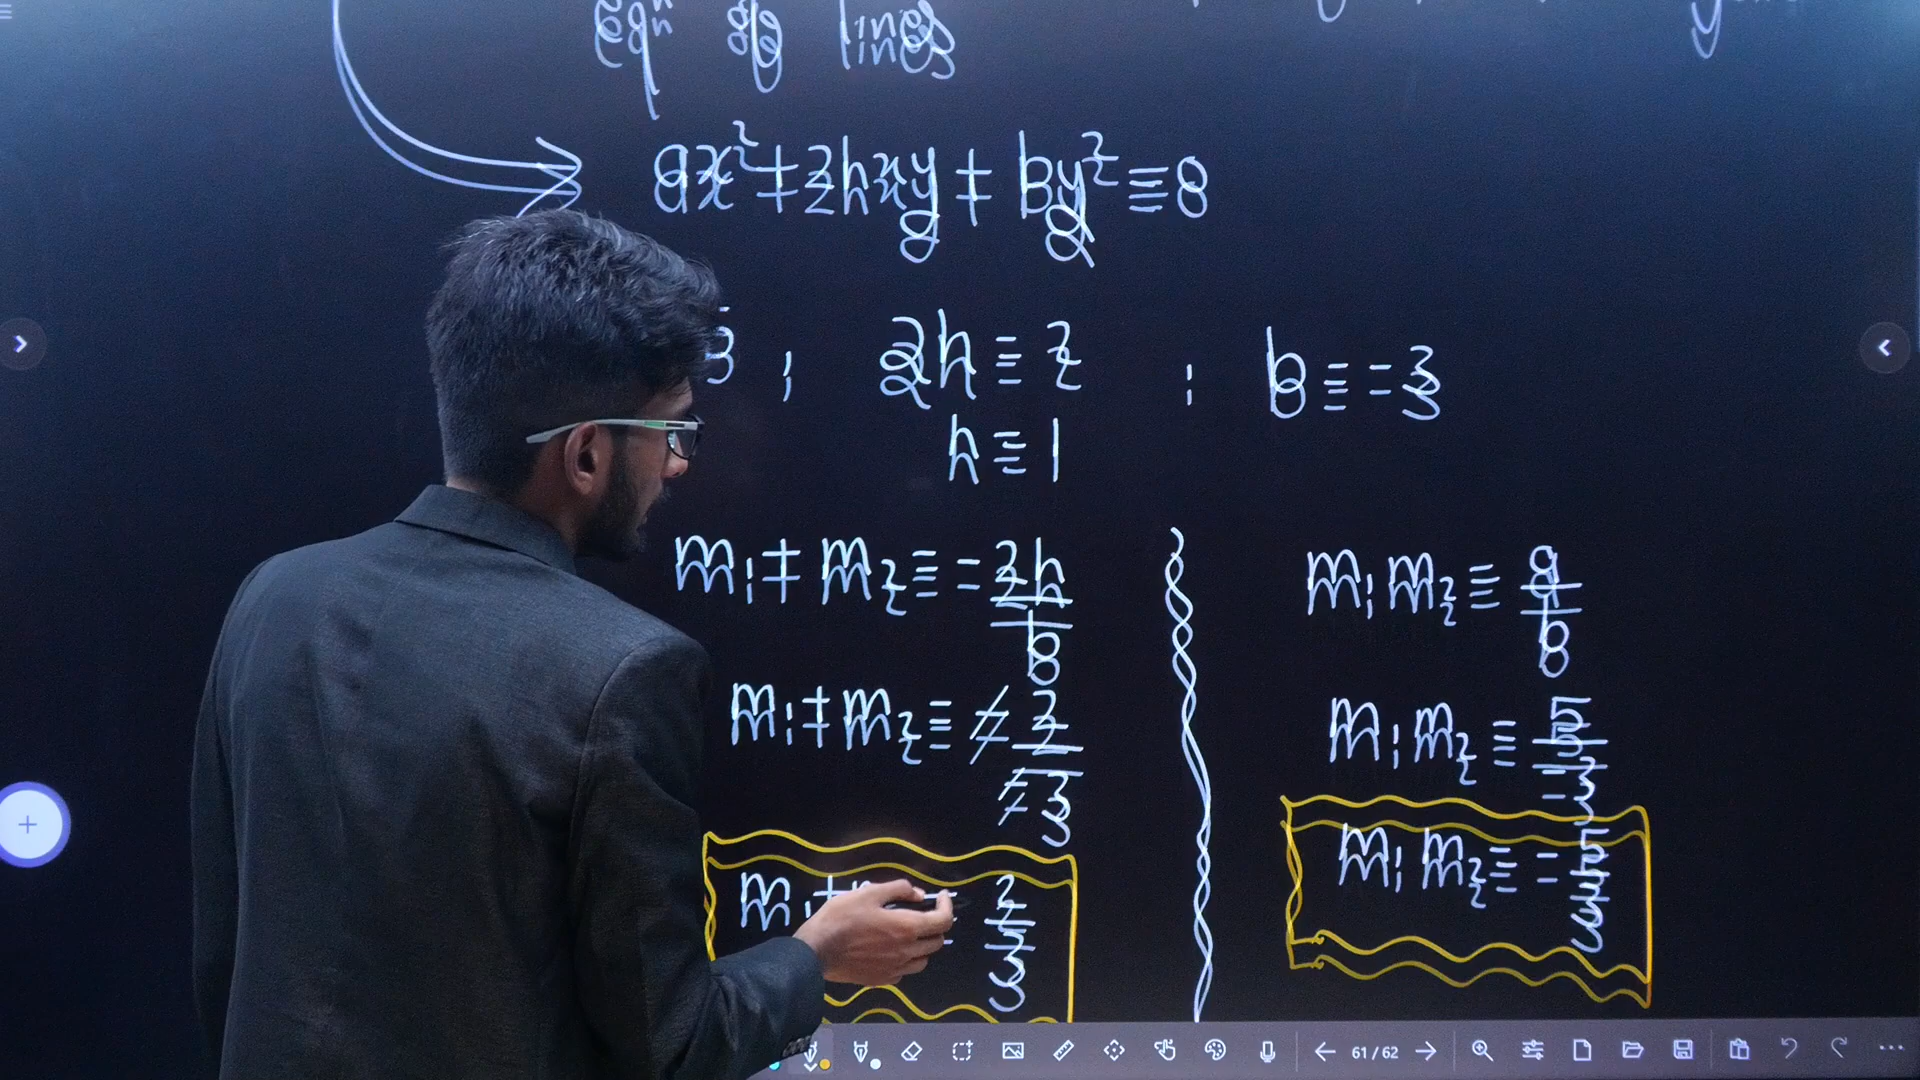 eqn of lines
ax² + 2hxy + by² = 0
; 2h = 2 ; b = -3
h = 1
m₁ + m₂ = -2h/b
m₁m₂ = a/b
m₁ + m₂ = -2/-3
m₁m₂ = 5/-3
m₁ + 2/3
m₁m₂ = -5/3
61 / 62